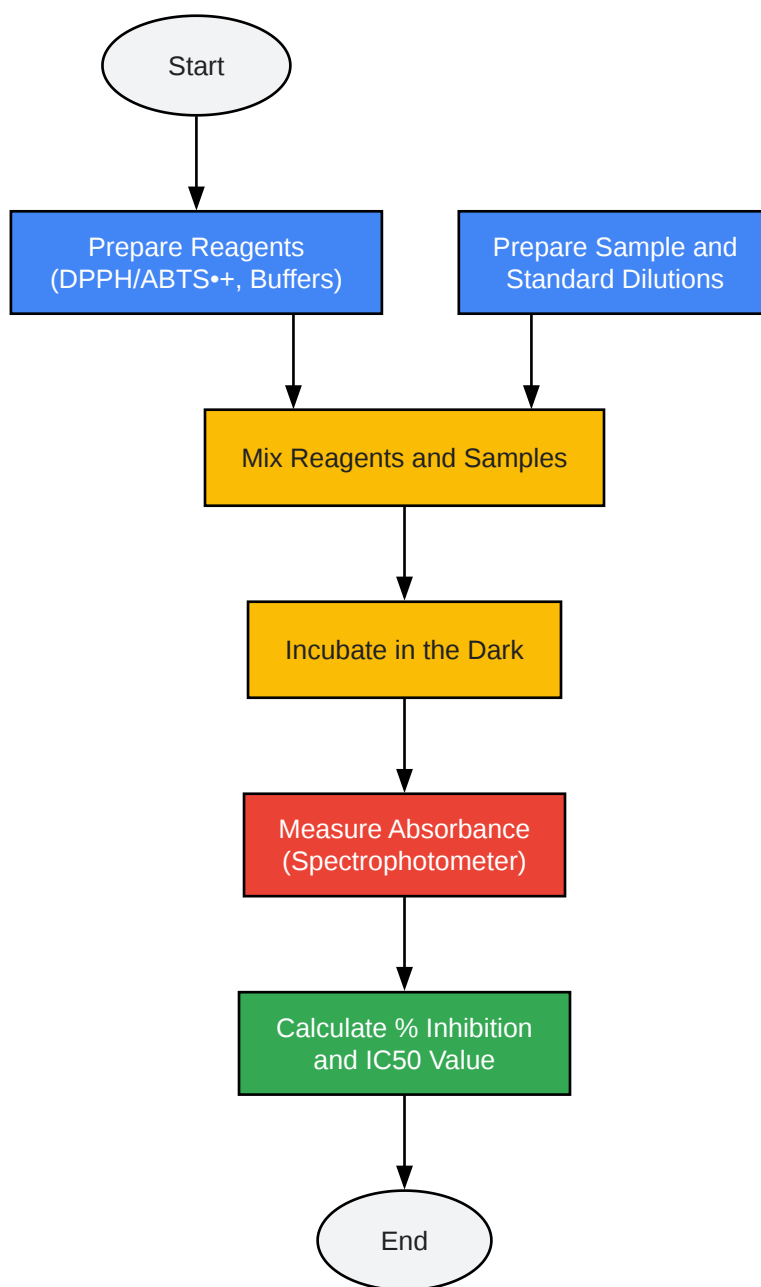 Start
Prepare Reagents
(DPPH/ABTS•+, Buffers)
Prepare Sample and
Standard Dilutions
Mix Reagents and Samples
Incubate in the Dark
Measure Absorbance
(Spectrophotometer)
Calculate % Inhibition
and IC50 Value
End